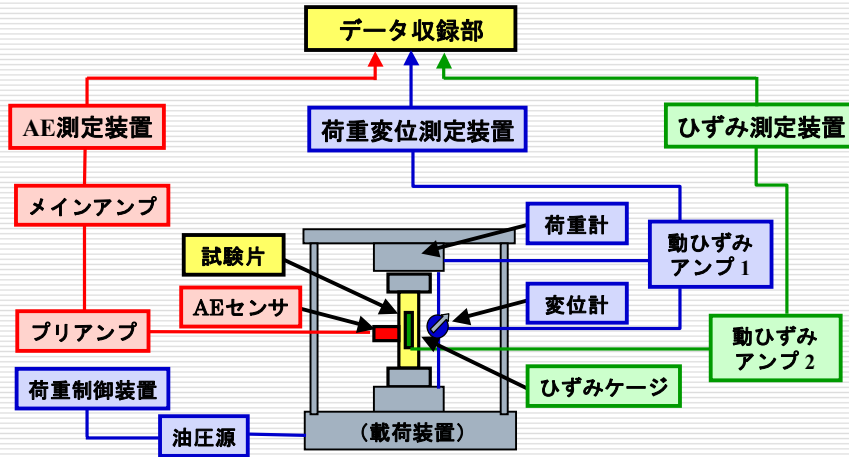 データ収録部
AE測定装置
荷重変位測定装置
ひずみ測定装置
メインアンプ
荷重計
試験片
動ひずみ
アンプ1
AEセンサ
変位計
プリアンプ
動ひずみ
アンプ2
荷重制御装置
ひずみケージ
油圧源
（載荷装置）